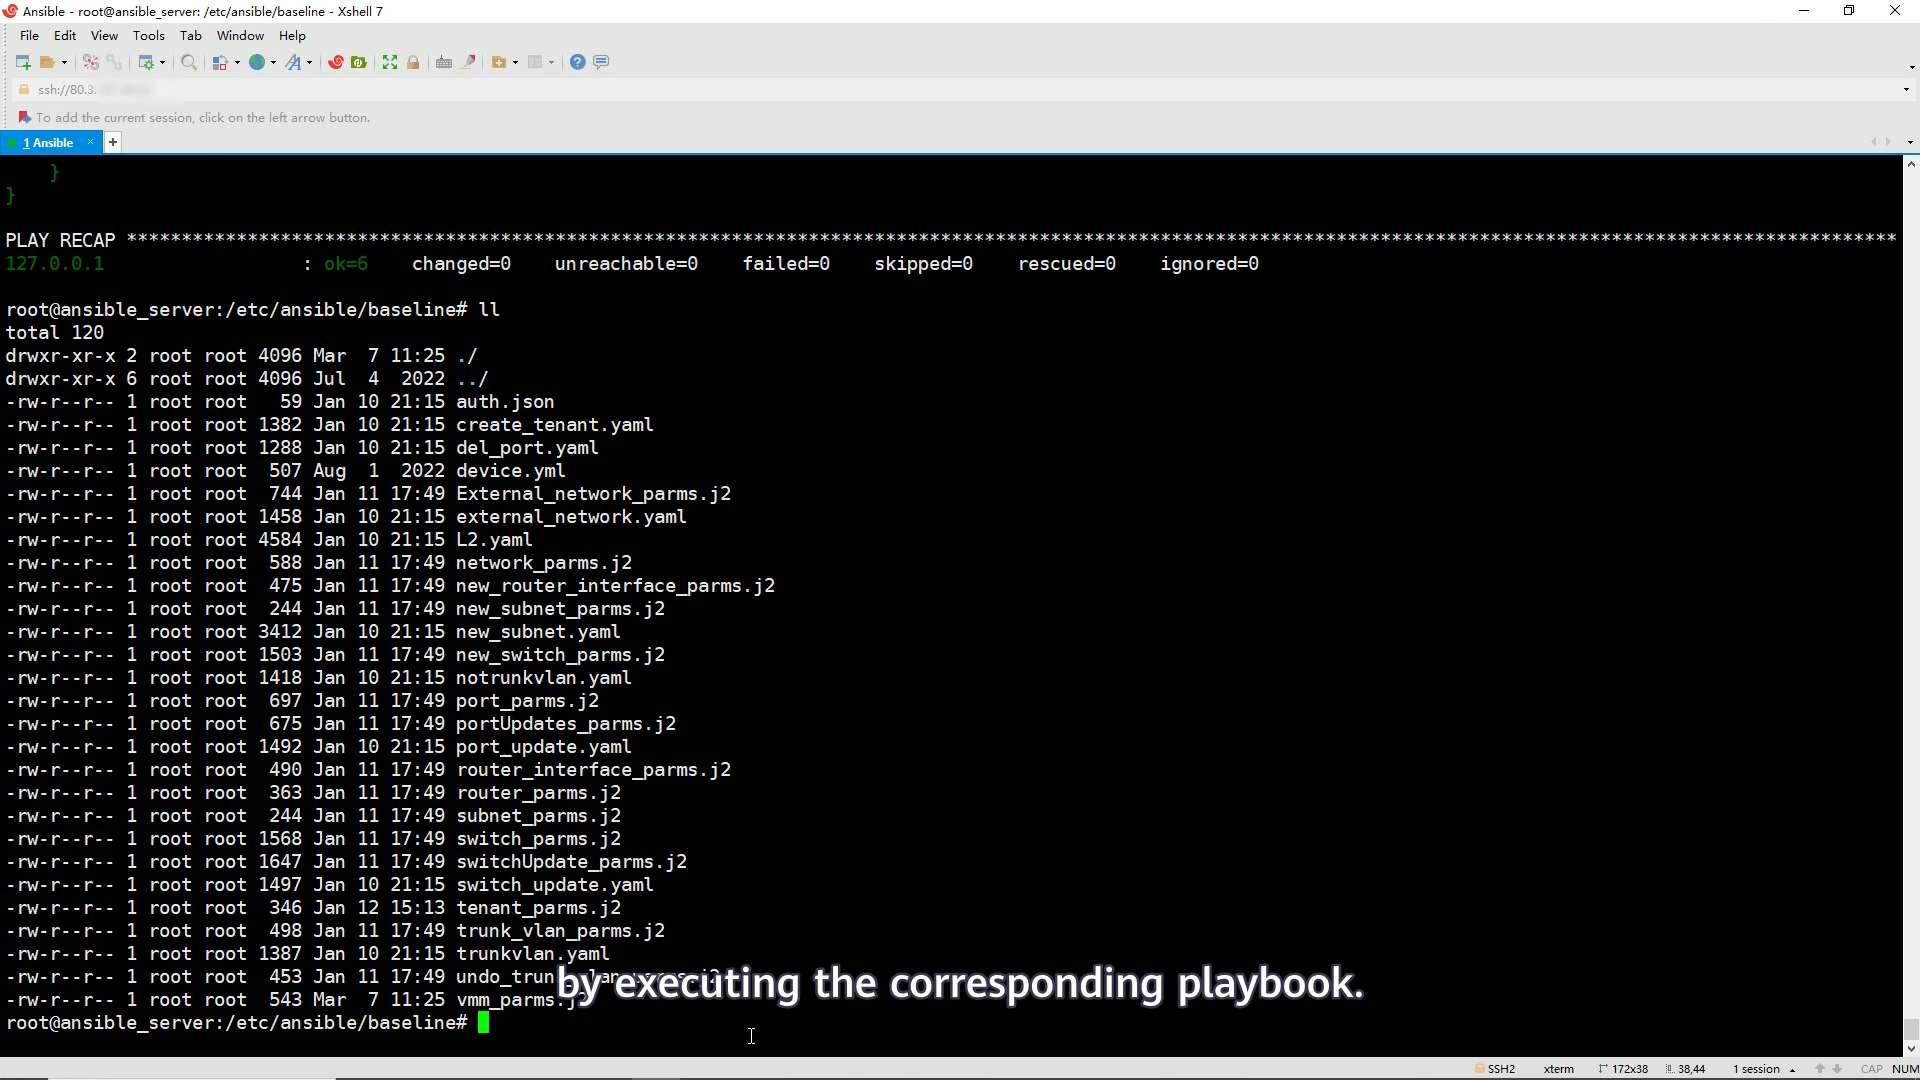 Ansible - root@ansible_server: /etc/ansible/baseline - Xshell 7
File Edit View Tools Tab Window Help
ssh://80.3.
To add the current session, click on the left arrow button.
1 Ansible × +
}
}
PLAY RECAP *****************************************************************************************************************************************************************
127.0.0.1 : ok=6 changed=0 unreachable=0 failed=0 skipped=0 rescued=0 ignored=0
root@ansible_server:/etc/ansible/baseline# ll
total 120
drwxr-xr-x 2 root root 4096 Mar 7 11:25 ./
drwxr-xr-x 6 root root 4096 Jul 4 2022 ../
-rw-r--r-- 1 root root 59 Jan 10 21:15 auth.json
-rw-r--r-- 1 root root 1382 Jan 10 21:15 create_tenant.yaml
-rw-r--r-- 1 root root 1288 Jan 10 21:15 del_port.yaml
-rw-r--r-- 1 root root 507 Aug 1 2022 device.yml
-rw-r--r-- 1 root root 744 Jan 11 17:49 External_network_parms.j2
-rw-r--r-- 1 root root 1458 Jan 10 21:15 external_network.yaml
-rw-r--r-- 1 root root 4584 Jan 10 21:15 L2.yaml
-rw-r--r-- 1 root root 588 Jan 11 17:49 network_parms.j2
-rw-r--r-- 1 root root 475 Jan 11 17:49 new_router_interface_parms.j2
-rw-r--r-- 1 root root 244 Jan 11 17:49 new_subnet_parms.j2
-rw-r--r-- 1 root root 3412 Jan 10 21:15 new_subnet.yaml
-rw-r--r-- 1 root root 1503 Jan 11 17:49 new_switch_parms.j2
-rw-r--r-- 1 root root 1418 Jan 10 21:15 notrunkvlan.yaml
-rw-r--r-- 1 root root 697 Jan 11 17:49 port_parms.j2
-rw-r--r-- 1 root root 675 Jan 11 17:49 portUpdates_parms.j2
-rw-r--r-- 1 root root 1492 Jan 10 21:15 port_update.yaml
-rw-r--r-- 1 root root 490 Jan 11 17:49 router_interface_parms.j2
-rw-r--r-- 1 root root 363 Jan 11 17:49 router_parms.j2
-rw-r--r-- 1 root root 244 Jan 11 17:49 subnet_parms.j2
-rw-r--r-- 1 root root 1568 Jan 11 17:49 switch_parms.j2
-rw-r--r-- 1 root root 1647 Jan 11 17:49 switchUpdate_parms.j2
-rw-r--r-- 1 root root 1497 Jan 10 21:15 switch_update.yaml
-rw-r--r-- 1 root root 346 Jan 12 15:13 tenant_parms.j2
-rw-r--r-- 1 root root 498 Jan 11 17:49 trunk_vlan_parms.j2
-rw-r--r-- 1 root root 1387 Jan 10 21:15 trunkvlan.yaml
-rw-r--r-- 1 root root 453 Jan 11 17:49
-rw-r--r-- 1 root root 543 Mar 7 11:25 vmm_parms.j2
by executing the corresponding playbook.
root@ansible_server:/etc/ansible/baseline#
SSH2 xterm 172x38 38,44 1 session CAP NUM